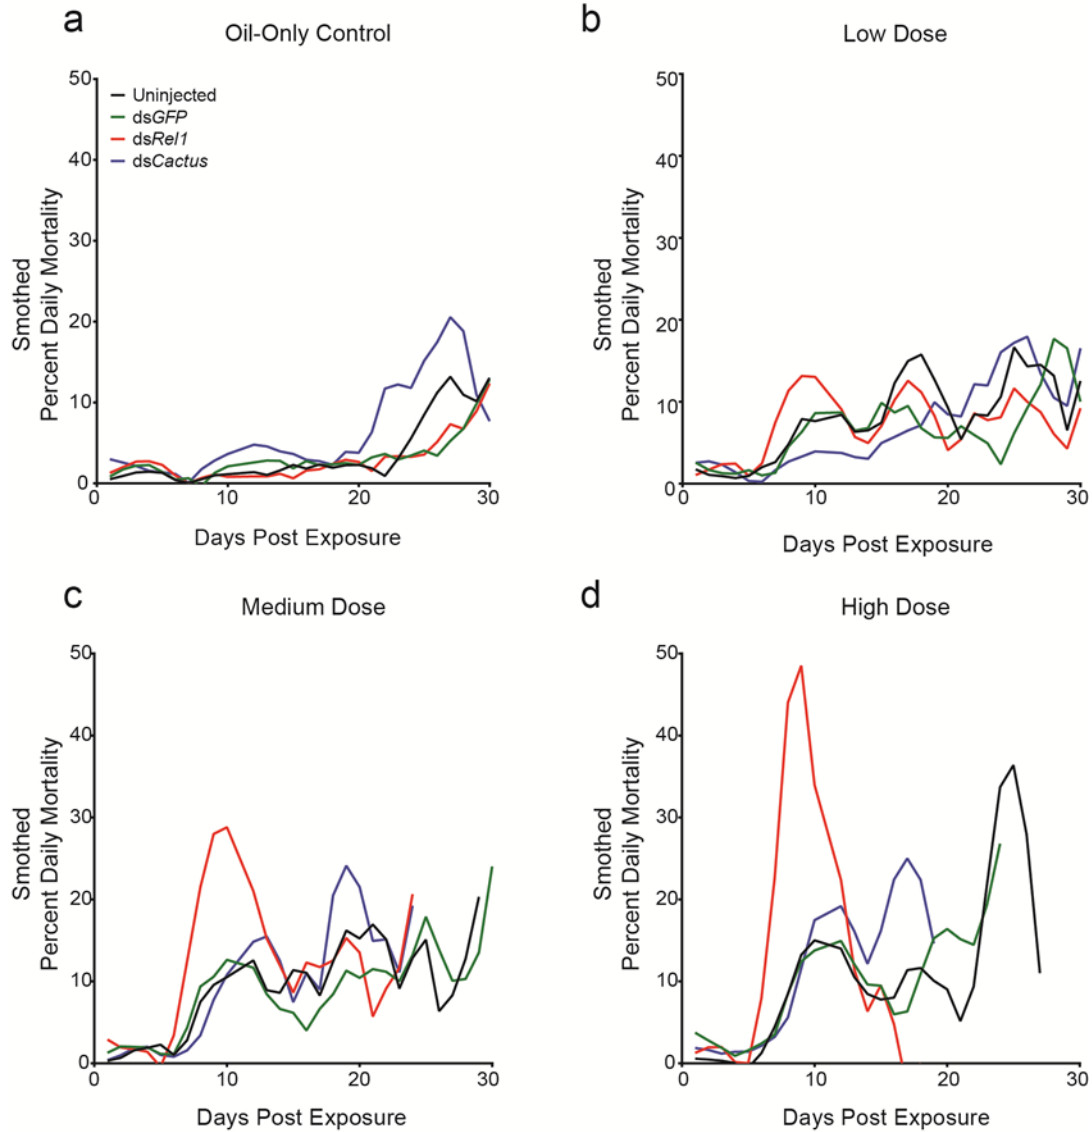 a
Oil-Only Control
50
40
30
20
10
0
0
10
20
30
Smothed
Percent Daily Mortality
Days Post Exposure
Uninjected
dsGFP
dsRel1
dsCactus
b
Low Dose
50
40
30
20
10
0
10
20
30
Smothed
Percent Daily Mortality
Days Post Exposure
c
Medium Dose
50
40
30
20
10
0
0
10
20
30
Smothed
Percent Daily Mortality
Days Post Exposure
d
High Dose
50
40
30
20
10
0
0
10
20
30
Smothed
Percent Daily Mortality
Days Post Exposure